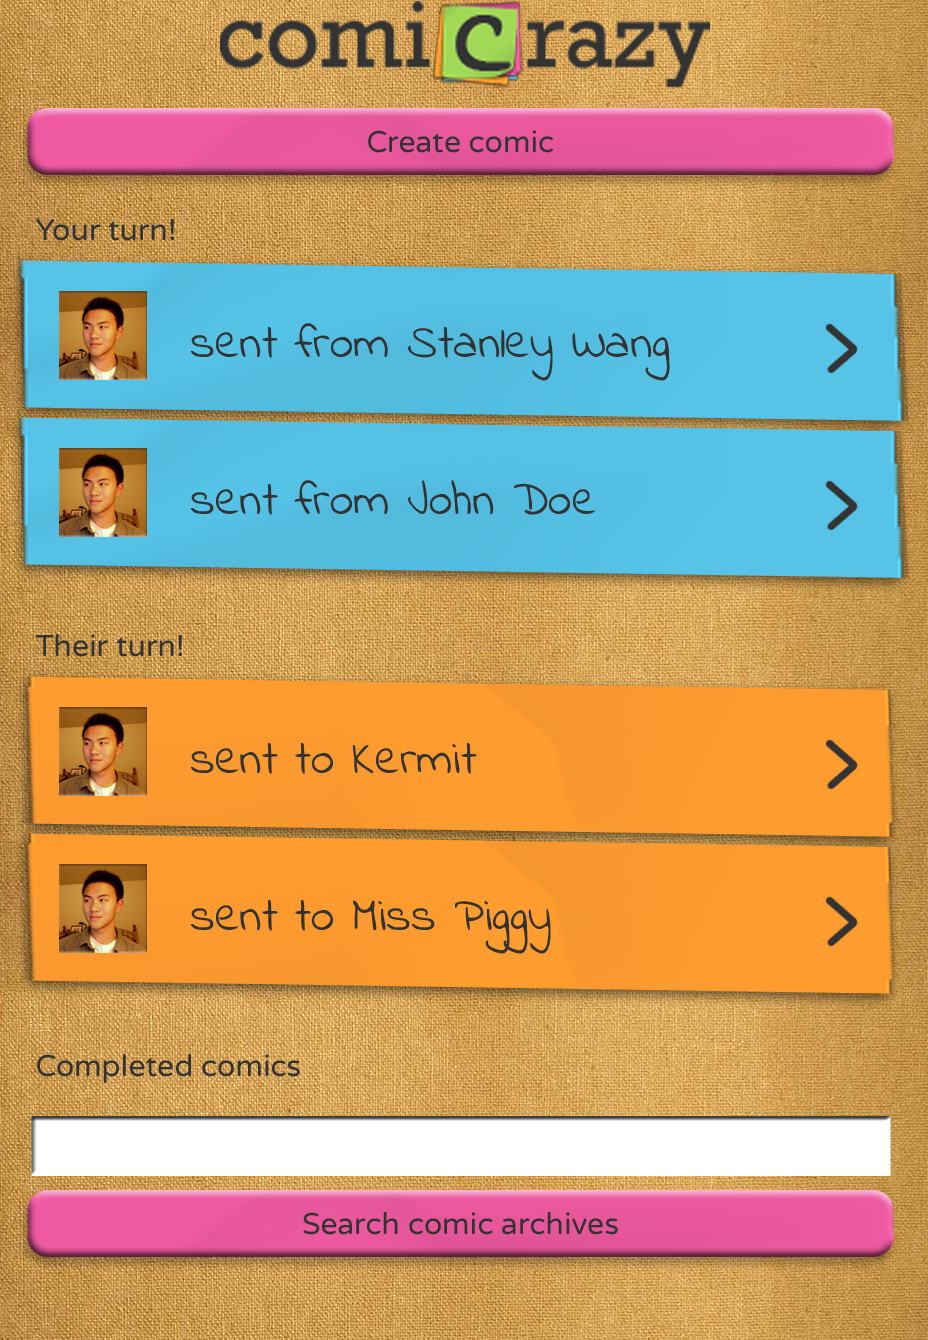 comiCrazy
Create comic
Your turn!
sent from Stanley Wang
sent from John Doe
Their turn!
sent to Kermit
sent to Miss Piggy
Completed comics
Search comic archives